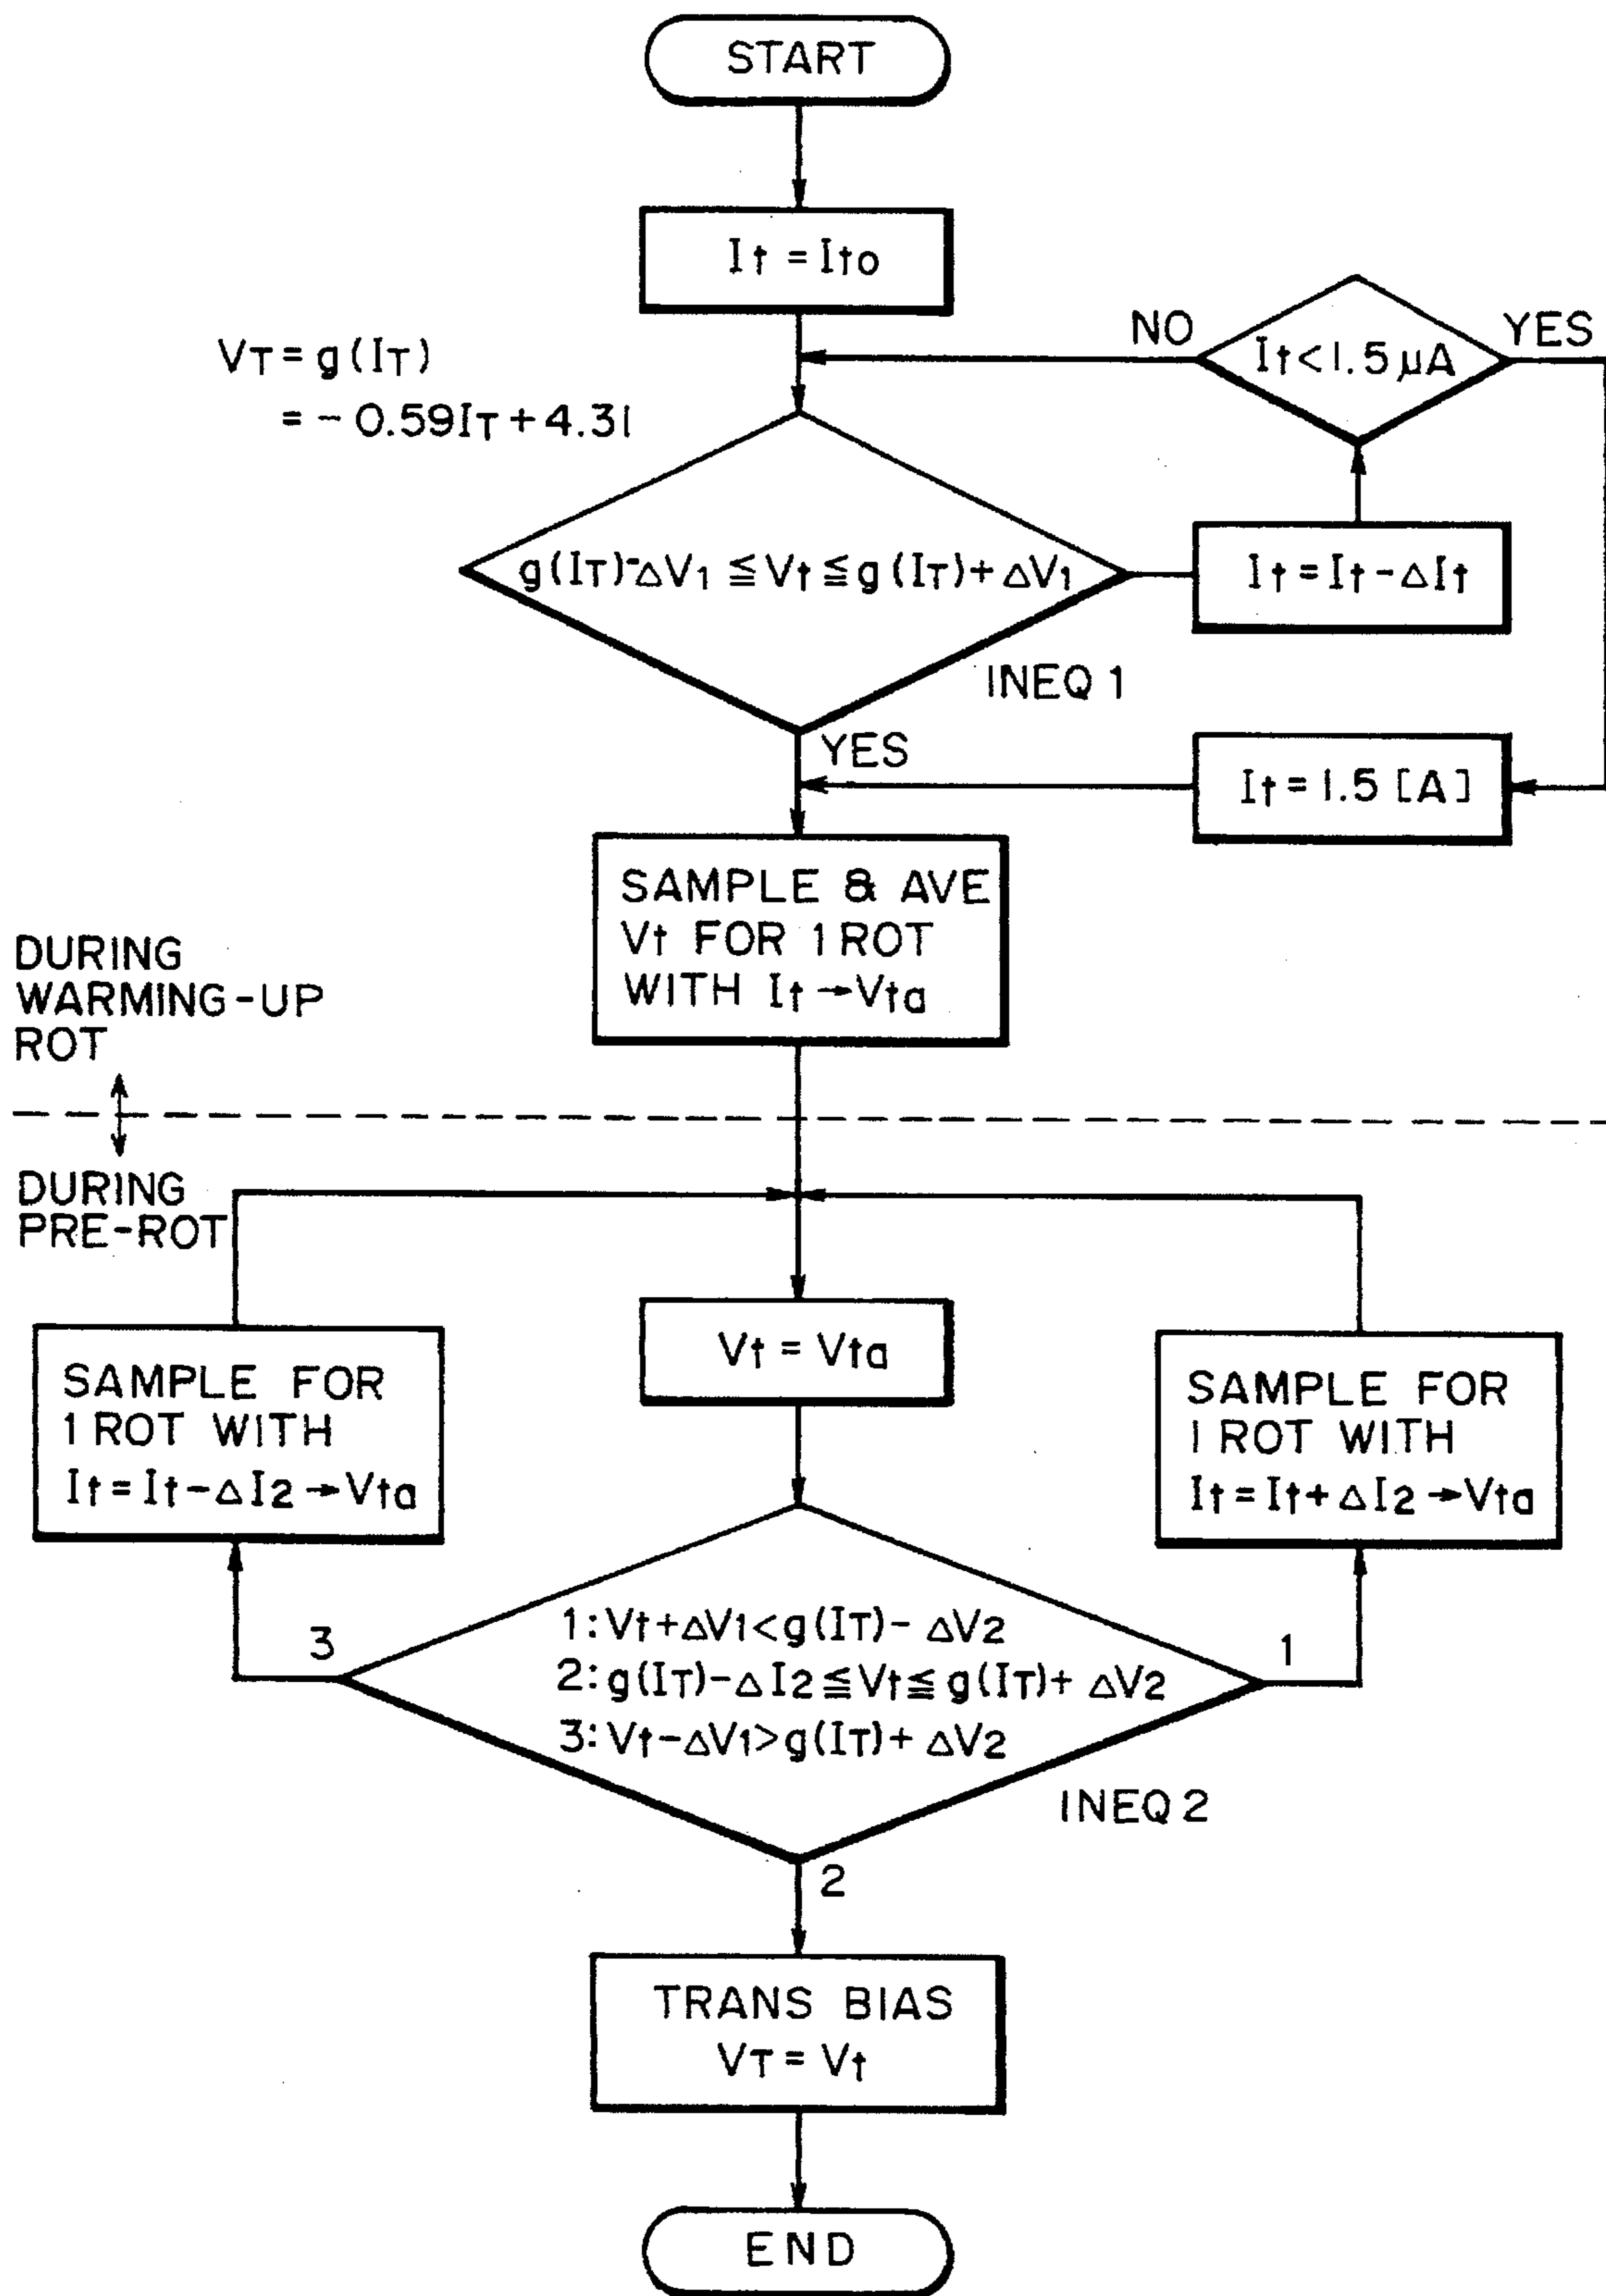 START
It = Ito
VT = g(IT)
= - 0.59IT + 4.31
NO
It<1.5 μA
YES
g(IT)-ΔV1 ≦ Vt ≦ g(IT)+ ΔV1
It = It - ΔIt
INEQ 1
YES
It = 1.5 [A]
SAMPLE & AVE
Vt FOR 1 ROT
WITH It → Vta
DURING
WARMING-UP
ROT
DURING
PRE-ROT
Vt = Vta
SAMPLE FOR
1 ROT WITH
It = It - ΔI2 → Vta
SAMPLE FOR
1 ROT WITH
It = It + ΔI2 → Vta
3
1: Vt+ΔV1<g(IT)- ΔV2
2: g(IT)-ΔI2 ≦ Vt ≦ g(IT)+ ΔV2
3: Vt-ΔV1>g(IT)+ ΔV2
1
INEQ 2
2
TRANS BIAS
VT = Vt
END